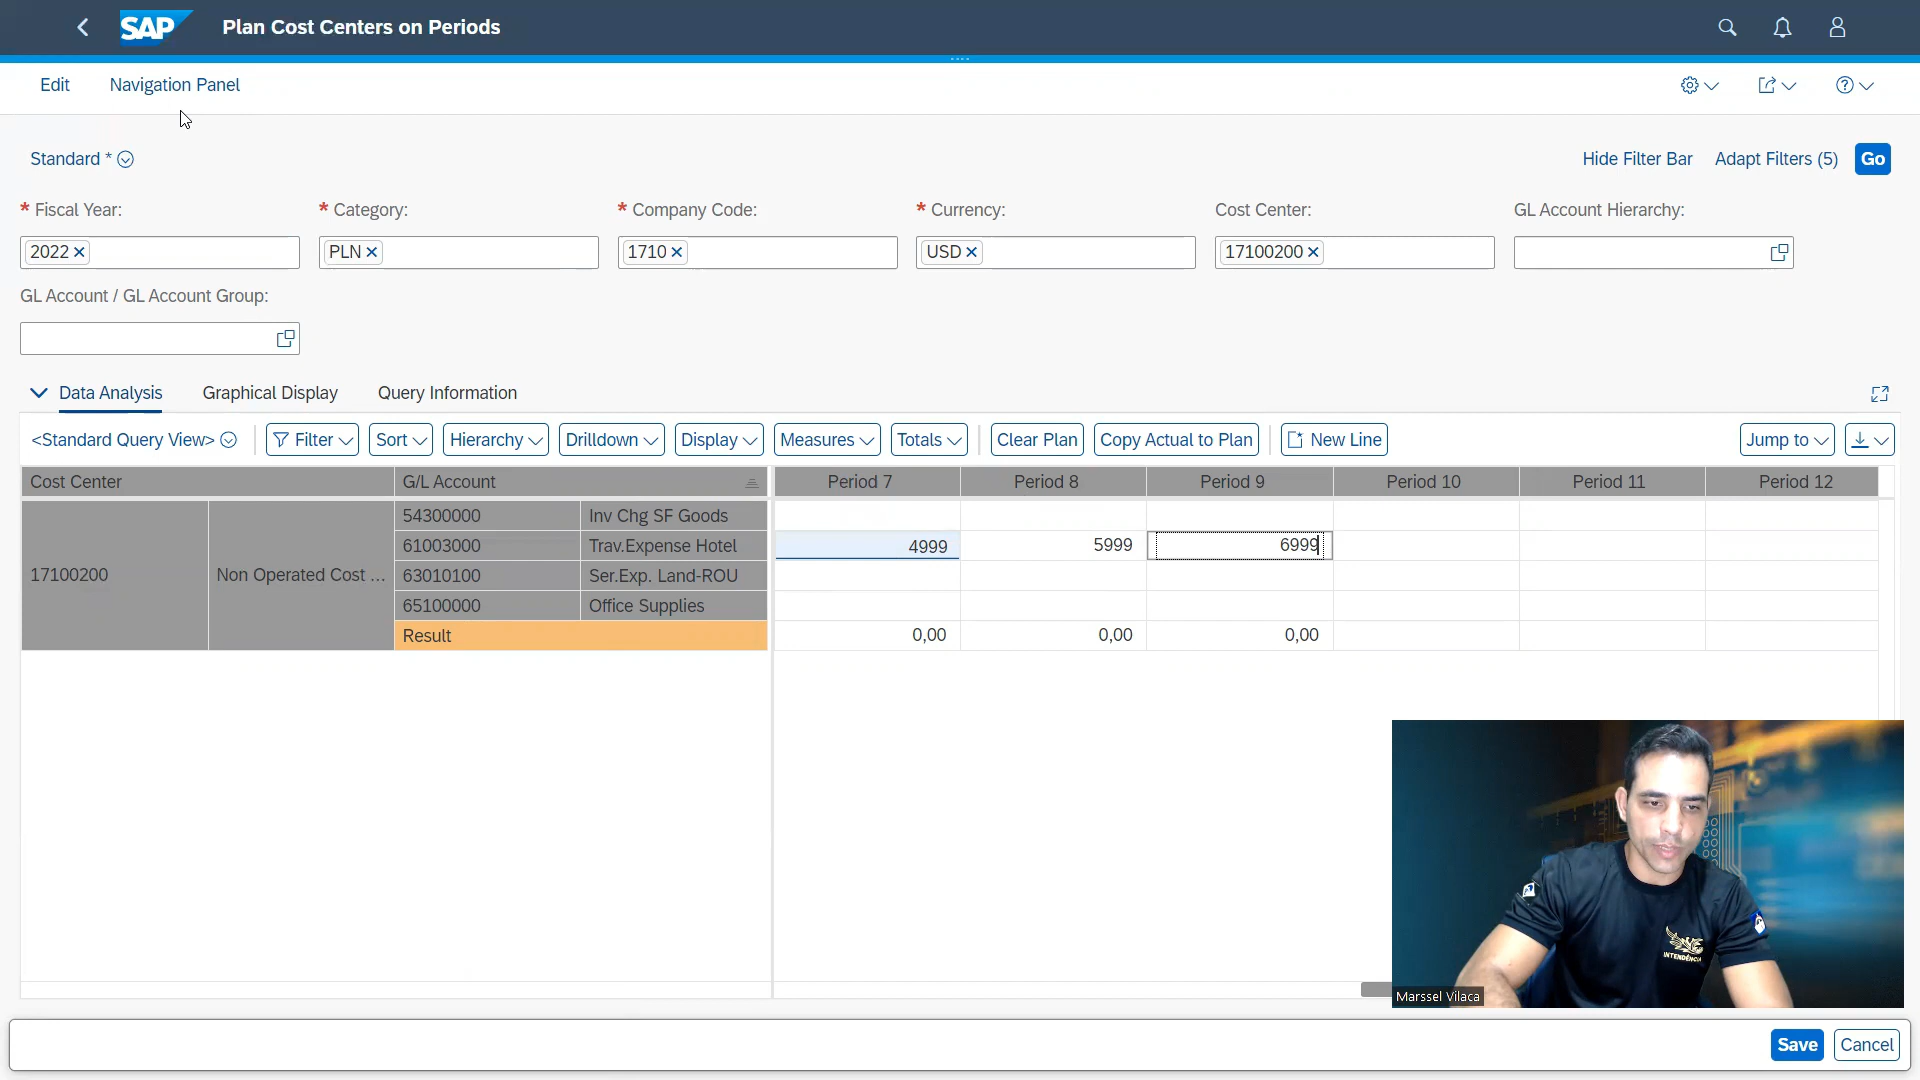 SAP Plan Cost Centers on Periods
Edit Navigation Panel
Standard * Hide Filter Bar Adapt Filters (5) Go
* Fiscal Year: * Category: * Company Code: * Currency: Cost Center: GL Account Hierarchy:
2022 PLN 1710 USD 17100200
GL Account / GL Account Group:
Data Analysis Graphical Display Query Information
<Standard Query View> Filter Sort Hierarchy Drilldown Display Measures Totals Clear Plan Copy Actual to Plan New Line Jump to
Cost Center G/L Account Period 7 Period 8 Period 9 Period 10 Period 11 Period 12
54300000 Inv Chg SF Goods
61003000 Trav.Expense Hotel 4999 5999 6999
17100200 Non Operated Cost ...
63010100 Ser.Exp. Land-ROU
65100000 Office Supplies
Result 0,00 0,00 0,00
INTENDÊNCIA
Marssel Vilaca
Save Cancel